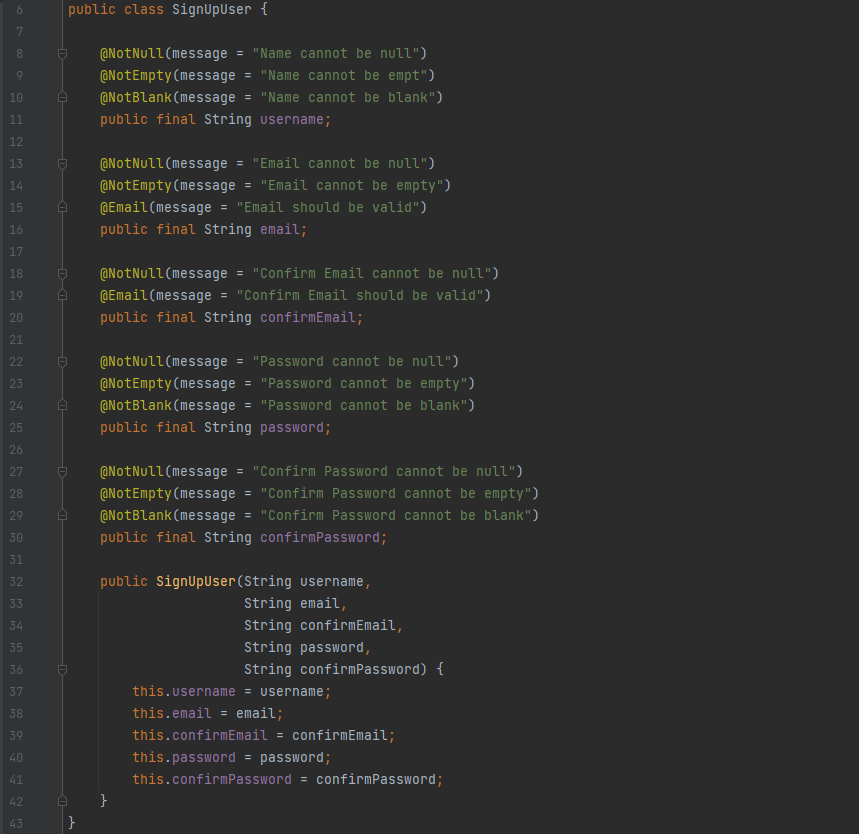 6 public class SignUpUser {
7
8 @NotNull(message = "Name cannot be null")
9 @NotEmpty(message = "Name cannot be empt")
10 @NotBlank(message = "Name cannot be blank")
11 public final String username;
12
13 @NotNull(message = "Email cannot be null")
14 @NotEmpty(message = "Email cannot be empty")
15 @Email(message = "Email should be valid")
16 public final String email;
17
18 @NotNull(message = "Confirm Email cannot be null")
19 @Email(message = "Confirm Email should be valid")
20 public final String confirmEmail;
21
22 @NotNull(message = "Password cannot be null")
23 @NotEmpty(message = "Password cannot be empty")
24 @NotBlank(message = "Password cannot be blank")
25 public final String password;
26
27 @NotNull(message = "Confirm Password cannot be null")
28 @NotEmpty(message = "Confirm Password cannot be empty")
29 @NotBlank(message = "Confirm Password cannot be blank")
30 public final String confirmPassword;
31
32 public SignUpUser(String username,
33 String email,
34 String confirmEmail,
35 String password,
36 String confirmPassword) {
37 this.username = username;
38 this.email = email;
39 this.confirmEmail = confirmEmail;
40 this.password = password;
41 this.confirmPassword = confirmPassword;
42 }
43 }